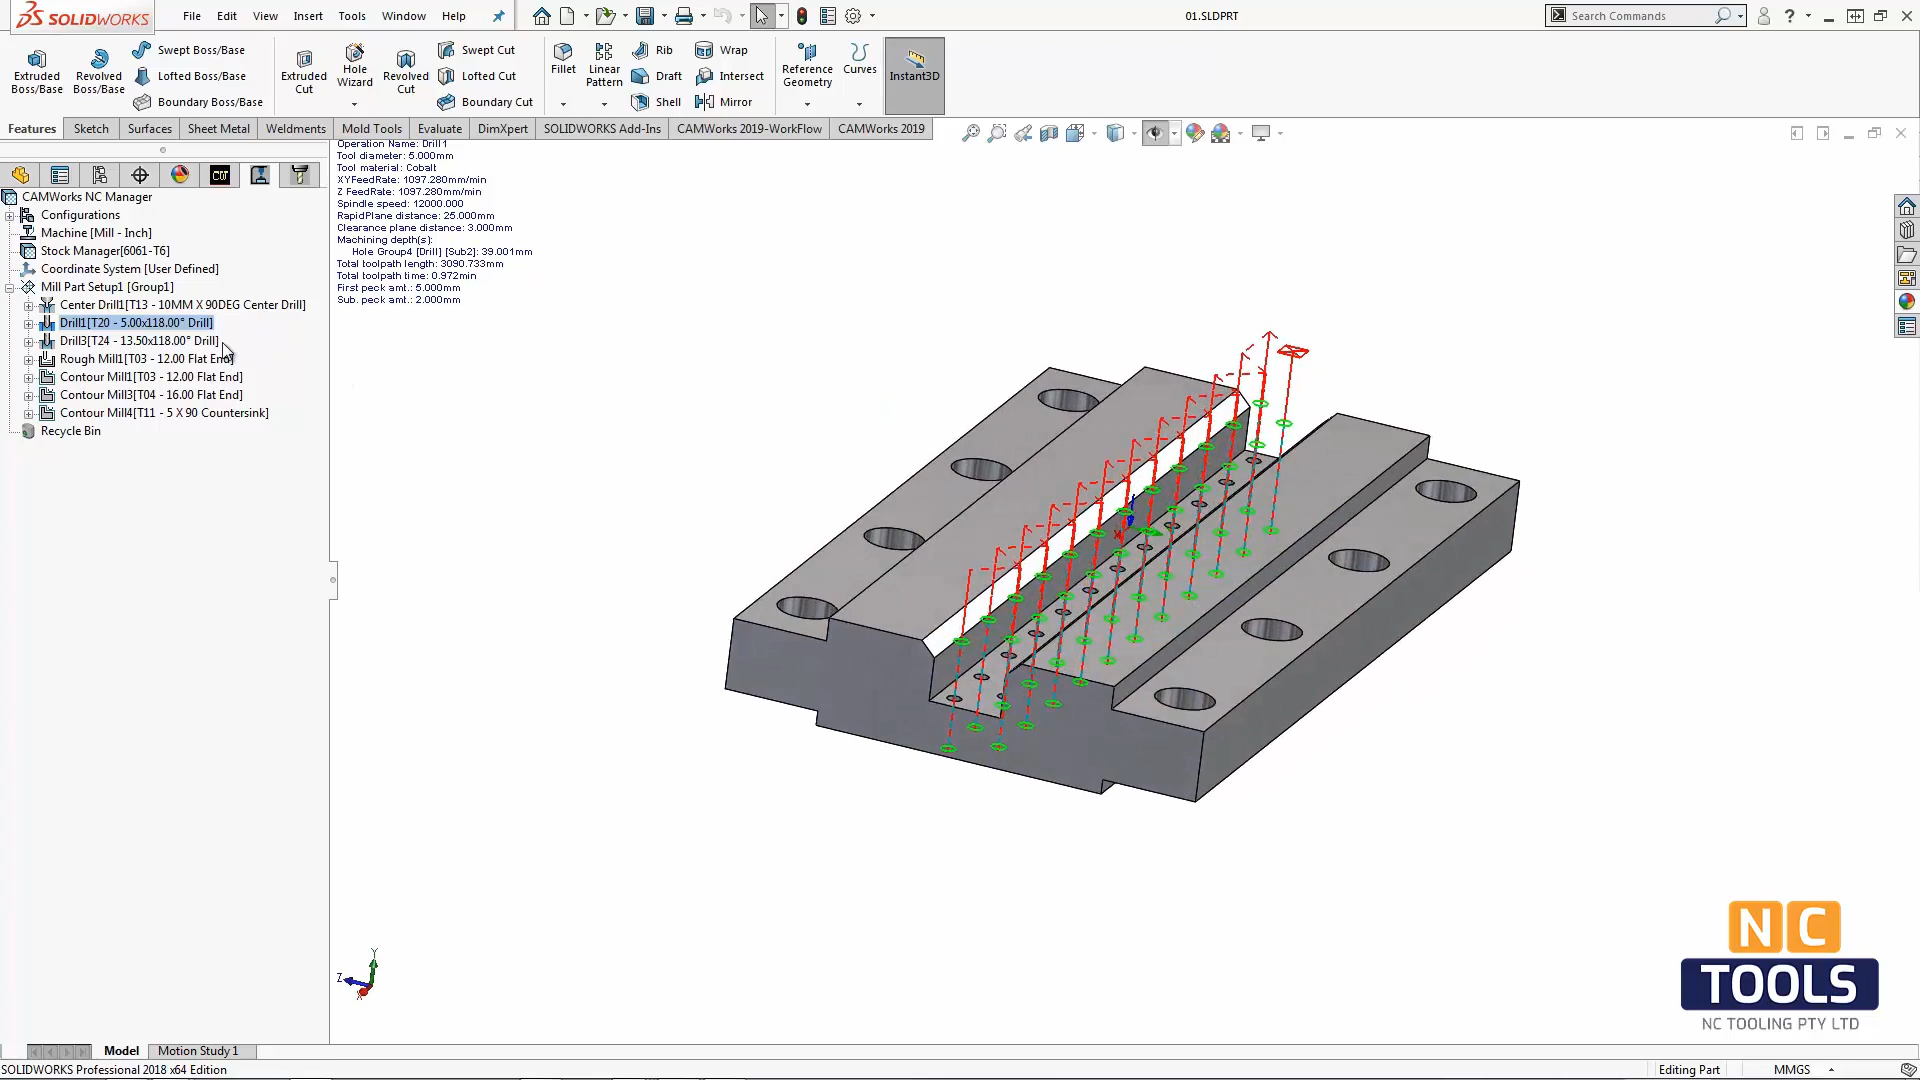 SOLIDWORKS
File Edit View Insert Tools Window Help
01.SLDPRT
Search Commands
Extruded Boss/Base
Revolved Boss/Base
Swept Boss/Base
Lofted Boss/Base
Boundary Boss/Base
Extruded Cut
Hole Wizard
Revolved Cut
Swept Cut
Lofted Cut
Boundary Cut
Fillet
Linear Pattern
Rib
Draft
Shell
Wrap
Intersect
Mirror
Reference Geometry
Curves
Instant3D
Features Sketch Surfaces Sheet Metal Weldments Mold Tools Evaluate DimXpert SOLIDWORKS Add-Ins CAMWorks 2019-WorkFlow CAMWorks 2019
CW
CAMWorks NC Manager
Configurations
Machine [Mill - Inch]
Stock Manager[6061-T6]
Coordinate System [User Defined]
Mill Part Setup1 [Group1]
Center Drill1[T13 - 10MM X 90DEG Center Drill]
Drill1[T20 - 5.00x118.00° Drill]
Drill3[T24 - 13.50x118.00° Drill]
Rough Mill1[T03 - 12.00 Flat End]
Contour Mill1[T03 - 12.00 Flat End]
Contour Mill3[T04 - 16.00 Flat End]
Contour Mill4[T11 - 5 X 90 Countersink]
Recycle Bin
Operation Name: Drill1
Tool diameter: 5.000mm
Tool material: Cobalt
XYFeedRate: 1097.280mm/min
Z FeedRate: 1097.280mm/min
Spindle speed: 12000.000
RapidPlane distance: 25.000mm
Clearance plane distance: 3.000mm
Machining depth(s):
Hole Group4 [Drill] [Sub2]: 39.001mm
Total toolpath length: 3090.733mm
Total toolpath time: 0.972min
First peck amt.: 5.000mm
Sub. peck amt.: 2.000mm
Y
Z
X
NC
TOOLS
NC TOOLING PTY LTD
Model Motion Study 1
SOLIDWORKS Professional 2018 x64 Edition
Editing Part
MMGS